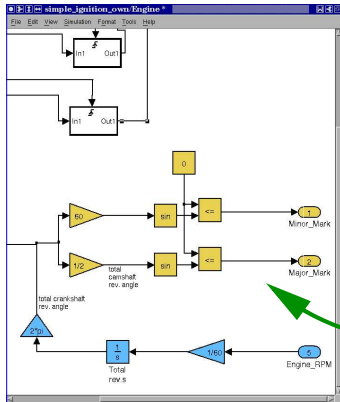 simple_ignition_own/Engine *
File Edit View Simulation Format Tools Help
In1 Out1
In1 Out1
0
60 sin <=
1
Minor_Mark
1/2 sin <=
2
Major_Mark
total
camshaft
rev. angle
total crankshaft
rev. angle
2*pi
1
s
Total
rev.s
1/60
5
Engine_RPM